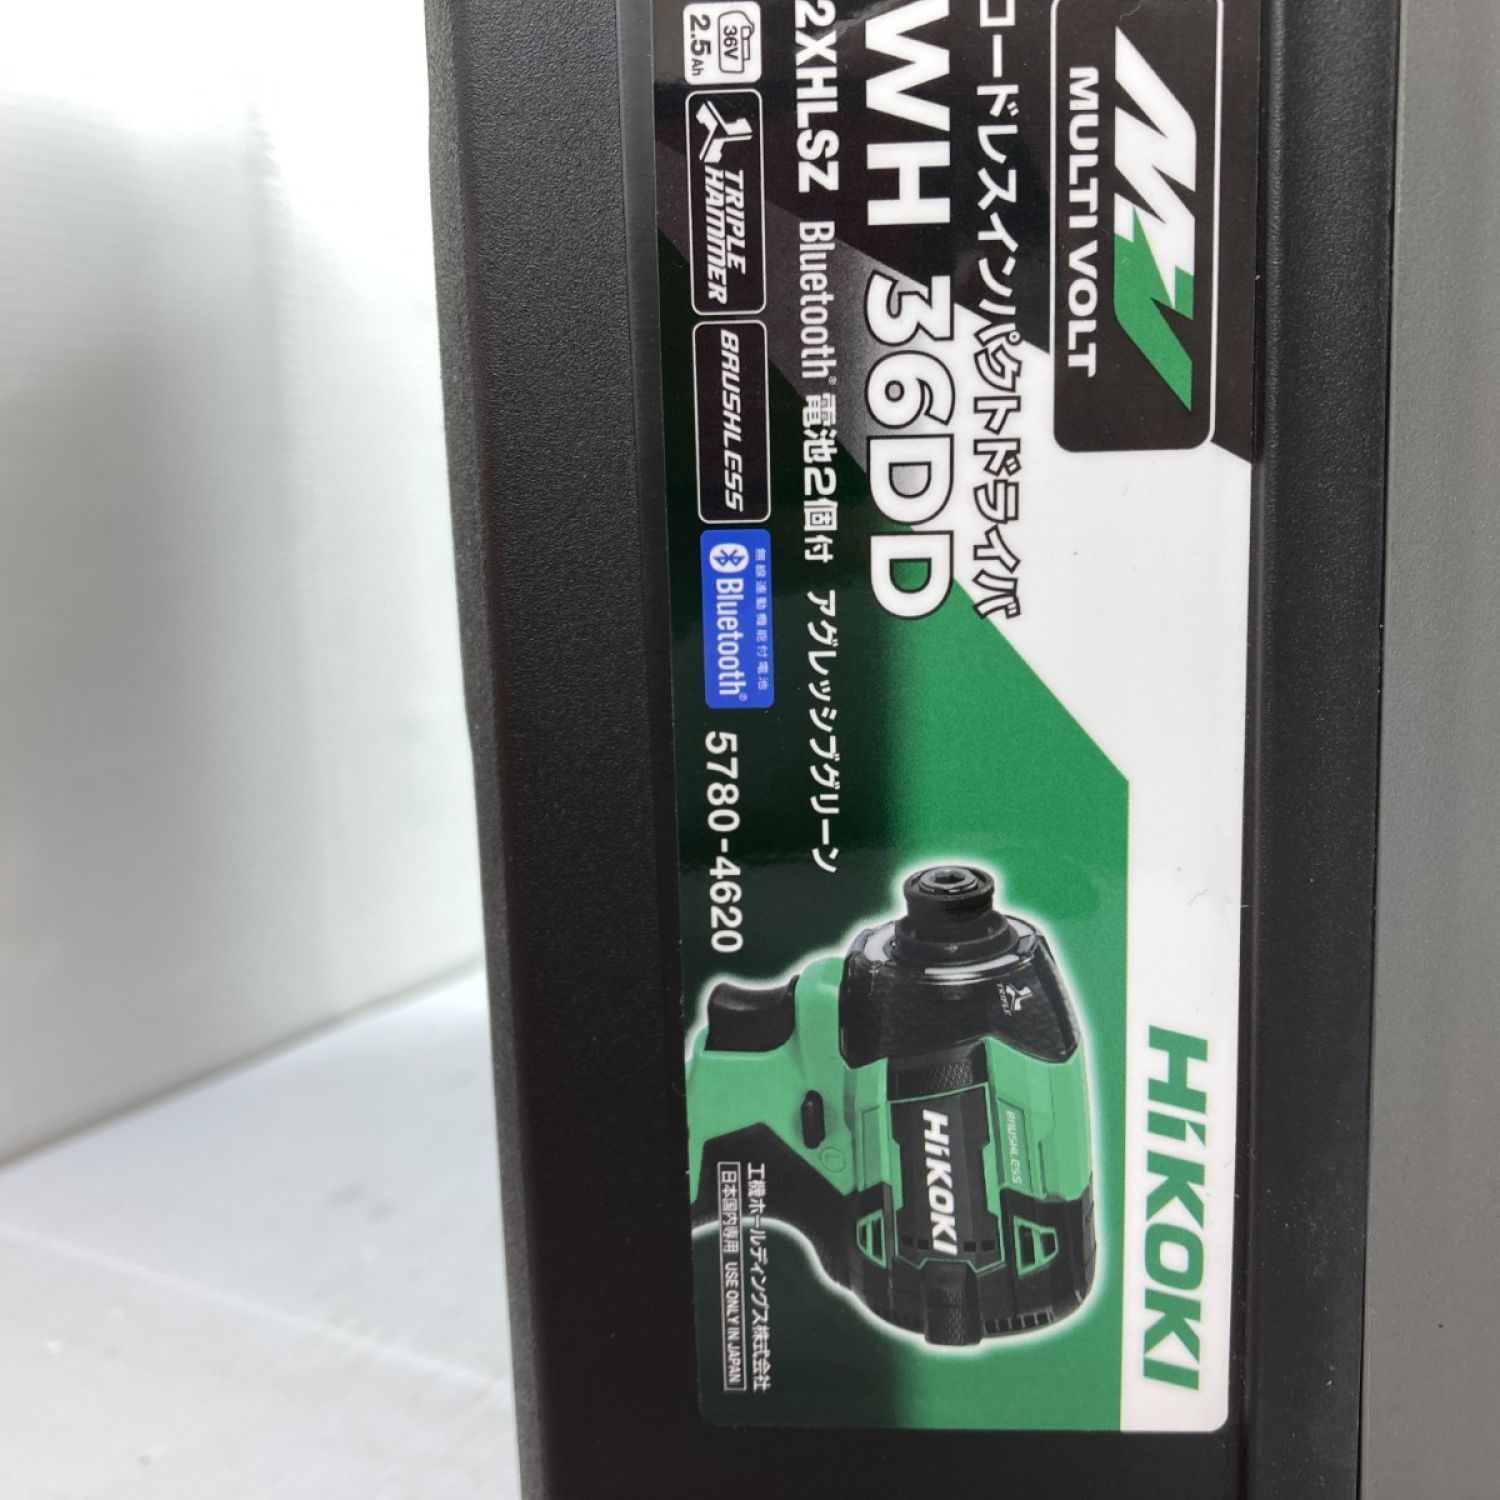 MULTI VOLT
HiKOKI
コードレスインパクトドライバ
WH 36DD
2XHLSZ Bluetooth® 電池2個付 アグレッシブグリーン
36V
2.5Ah
TRIPLE
HAMMER
BRUSHLESS
無線連動機能付電池
Bluetooth®
5780-4620
TRIPLE
BRUSHLESS
HiKOKI
工機ホールディングス株式会社
日本国内専用 USE ONLY IN JAPAN